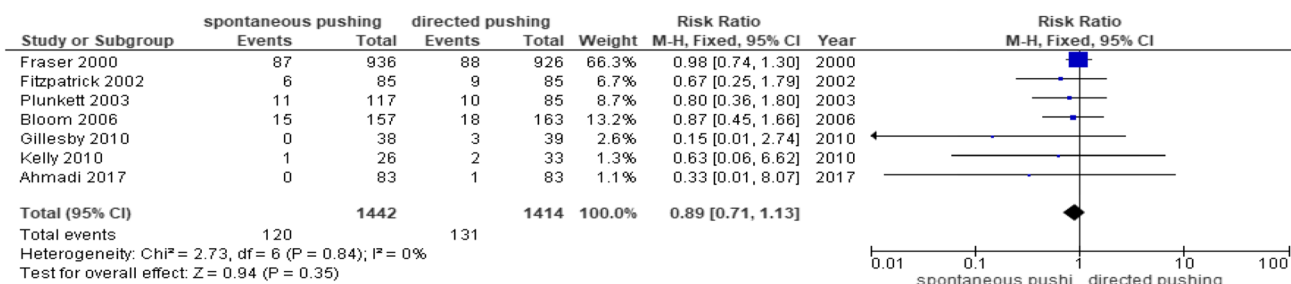 spontaneous pushing directed pushing Risk Ratio Risk Ratio
Study or Subgroup Events Total Events Total Weight M-H, Fixed, 95% CI Year M-H, Fixed, 95% CI
Fraser 2000 87 936 88 926 66.3% 0.98 [0.74, 1.30] 2000
Fitzpatrick 2002 6 85 9 85 6.7% 0.67 [0.25, 1.79] 2002
Plunkett 2003 11 117 10 85 8.7% 0.80 [0.36, 1.80] 2003
Bloom 2006 15 157 18 163 13.2% 0.87 [0.45, 1.66] 2006
Gillesby 2010 0 38 3 39 2.6% 0.15 [0.01, 2.74] 2010
Kelly 2010 1 26 2 33 1.3% 0.63 [0.06, 6.62] 2010
Ahmadi 2017 0 83 1 83 1.1% 0.33 [0.01, 8.07] 2017
Total (95% CI) 1442 1414 100.0% 0.89 [0.71, 1.13]
Total events 120 131
Heterogeneity: Chi² = 2.73, df = 6 (P = 0.84); I² = 0%
Test for overall effect: Z = 0.94 (P = 0.35)
0.01 0.1 1 10 100
spontaneous pushi directed pushing